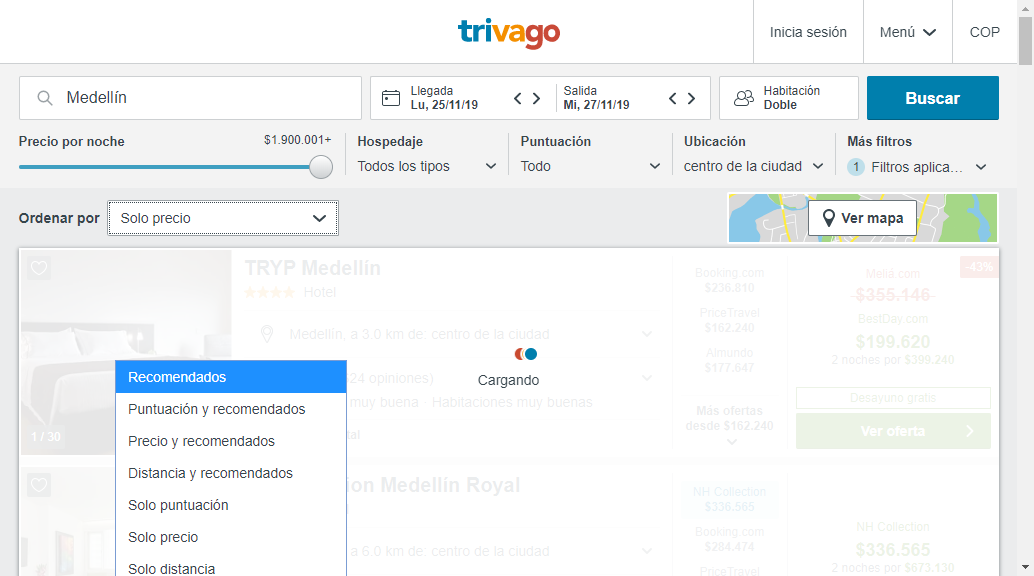 trivago
Inicia sesión
Menú
COP
Medellín
Llegada
Lu, 25/11/19
Salida
Mi, 27/11/19
Habitación
Doble
Buscar
Precio por noche
$1.900.001+
Hospedaje
Todos los tipos
Puntuación
Todo
Ubicación
centro de la ciudad
Más filtros
1 Filtros aplica...
Ordenar por
Solo precio
Ver mapa
TRYP Medellín
Hotel
Medellín, a 3.0 km de: centro de la ciudad
24 opiniones)
muy buena · Habitaciones muy buenas
1 / 30
Cargando
Booking.com
$236.810
PriceTravel
$162.240
Almundo
$177.647
Más ofertas
desde $162.240
-43%
Melia.com
$355.146
BestDay.com
$199.620
2 noches por $399.240
Desayuno gratis
Ver oferta
Recomendados
Puntuación y recomendados
Precio y recomendados
Distancia y recomendados
Solo puntuación
Solo precio
Solo distancia
ion Medellín Royal
a 6.0 km de: centro de la ciudad
NH Collection
$336.565
Booking.com
$284.474
PriceTravel
NH Collection
$336.565
2 noches por $673.130